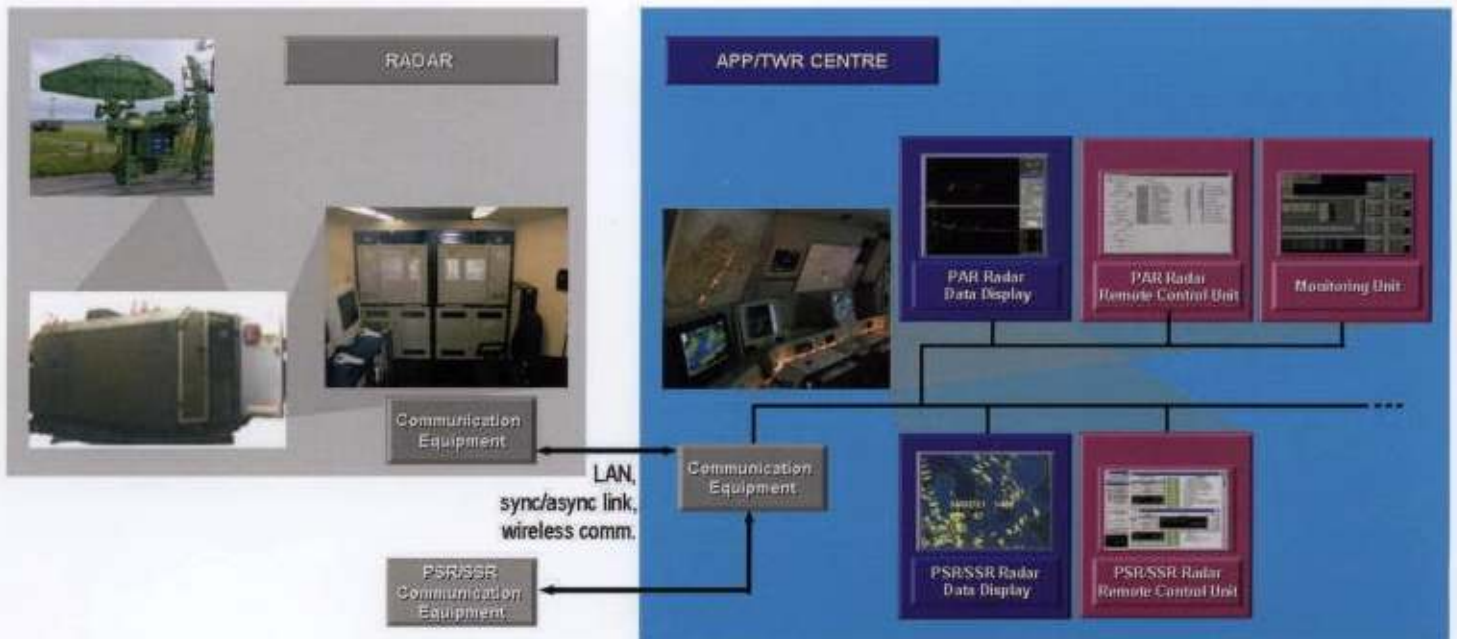 RADAR
APP/TWR CENTRE
PAR Radar
Data Display
PAR Radar
Remote Control Unit
Monitoring Unit
Communication
Equipment
LAN,
sync/async link,
wireless comm.
Communication
Equipment
PSR/SSR
Communication
Equipment
PSR/SSR Radar
Data Display
PSR/SSR Radar
Remote Control Unit